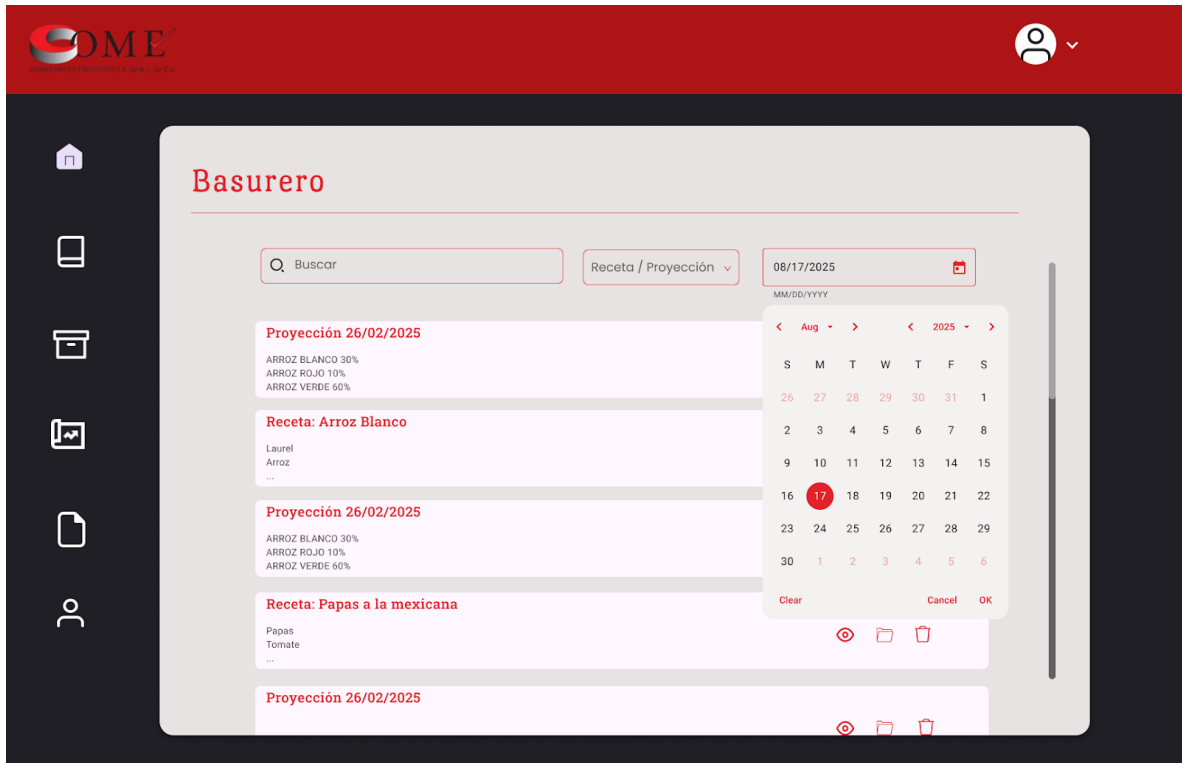 COME
Basurero
Buscar
Receta / Proyección
08/17/2025
MM/DD/YYYY
Proyección 26/02/2025
ARROZ BLANCO 30%
ARROZ ROJO 10%
ARROZ VERDE 60%
Receta: Arroz Blanco
Laurel
Arroz
...
Proyección 26/02/2025
ARROZ BLANCO 30%
ARROZ ROJO 10%
ARROZ VERDE 60%
Receta: Papas a la mexicana
Papas
Tomate
...
Proyección 26/02/2025
Aug 2025
S M T W T F S
26 27 28 29 30 31 1
2 3 4 5 6 7 8
9 10 11 12 13 14 15
16 17 18 19 20 21 22
23 24 25 26 27 28 29
30 1 2 3 4 5 6
Clear Cancel OK